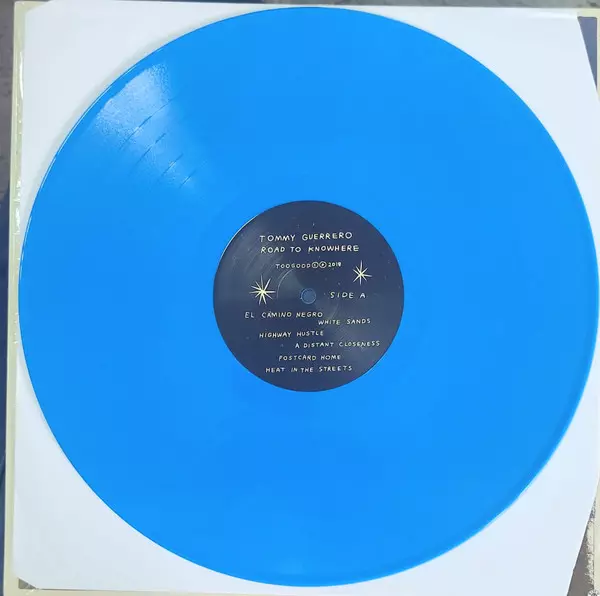 TOMMY GUERRERO
ROAD TO KNOWHERE
TOOGOOD ©℗ 2018
SIDE A
EL CAMINO NEGRO
WHITE SANDS
HIGHWAY HUSTLE
A DISTANT CLOSENESS
POSTCARD HOME
HEAT IN THE STREETS